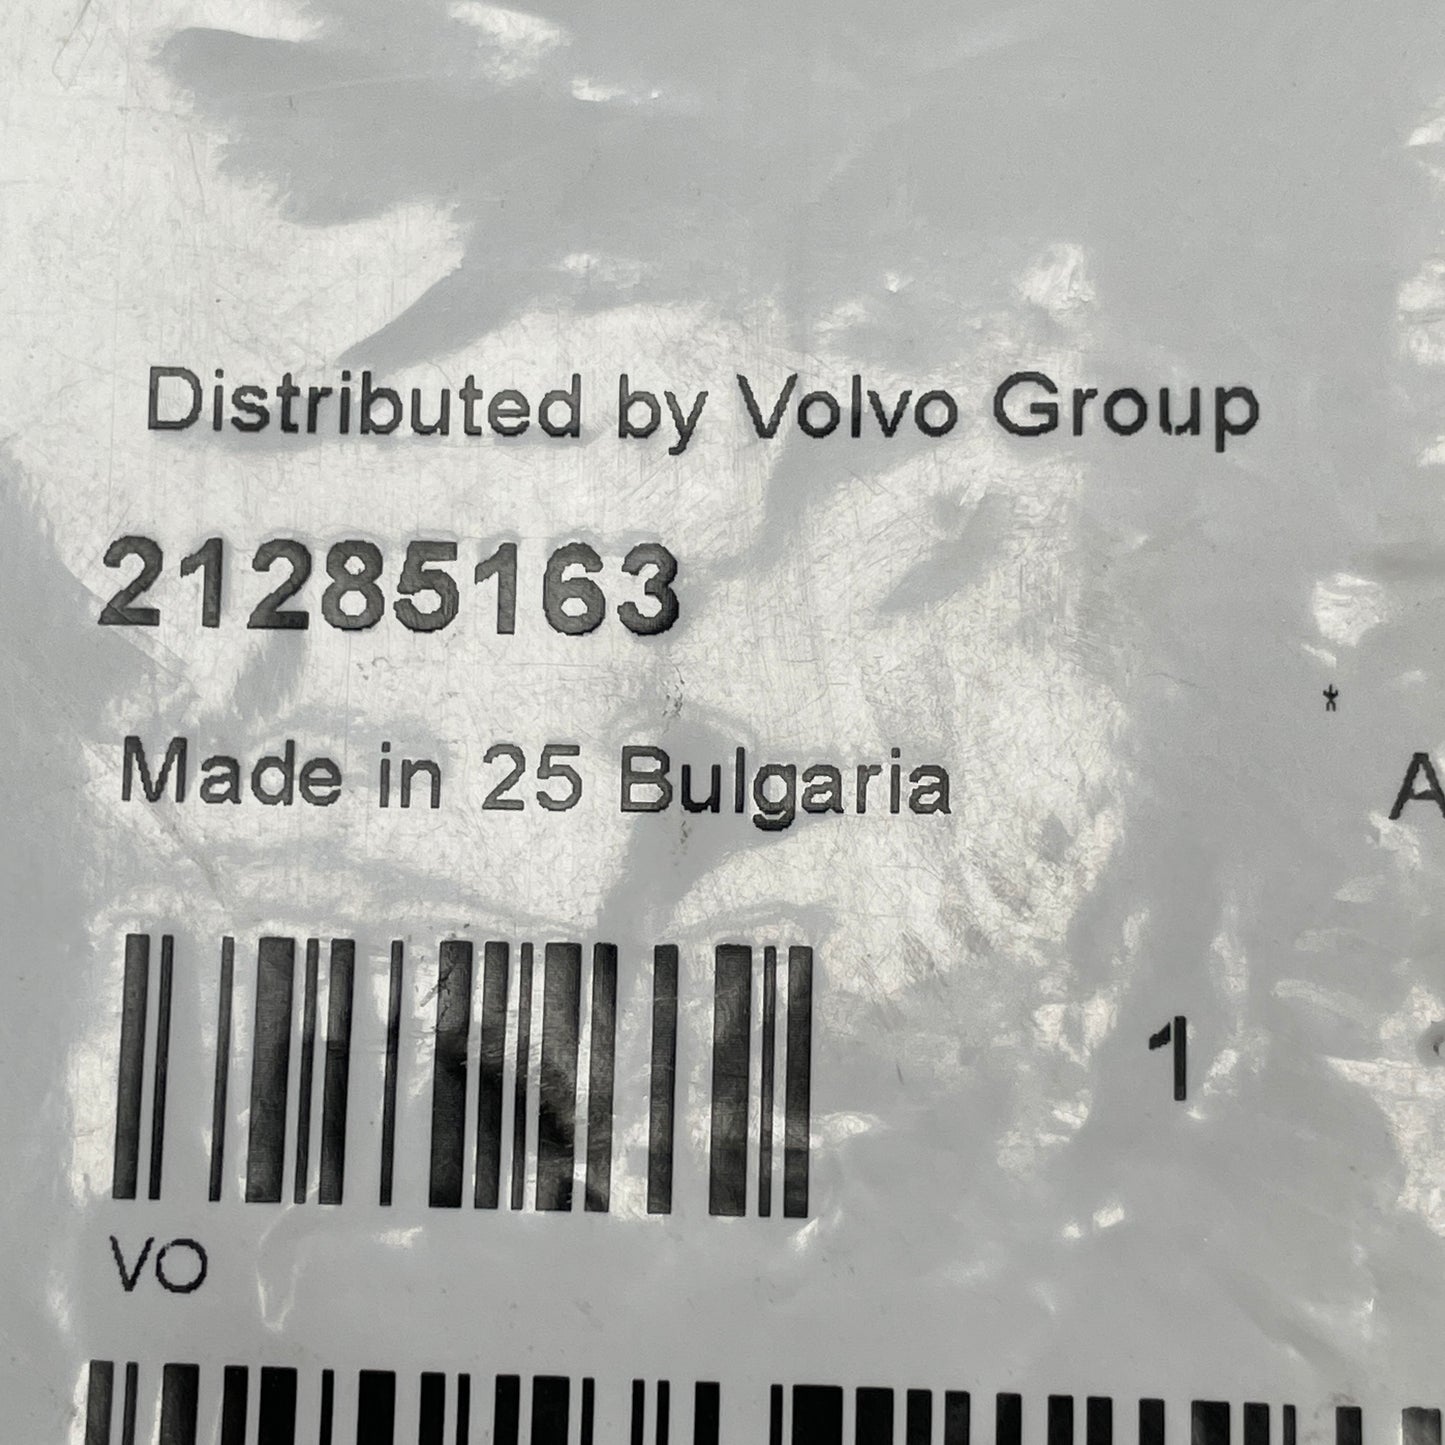 Distributed by Volvo Group
21285163
*
Made in 25 Bulgaria
A
1
VO